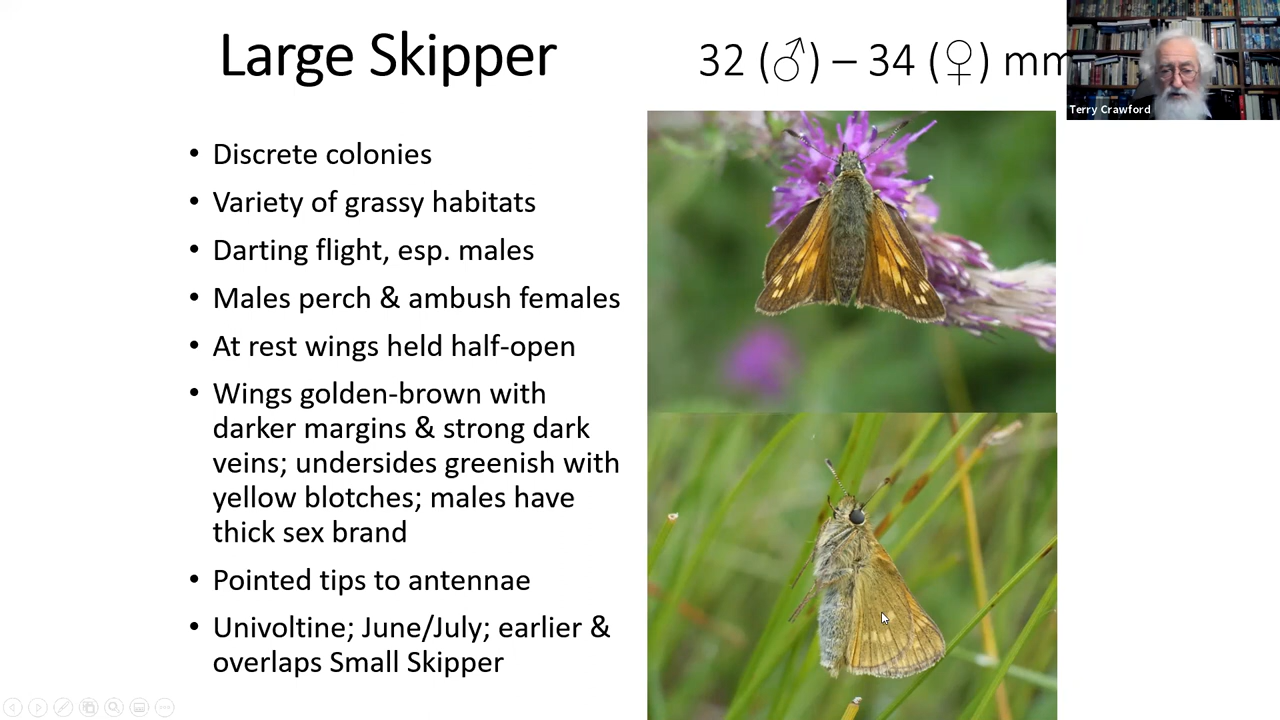 Large Skipper
32 (♂) – 34 (♀) mm
Terry Crawford
• Discrete colonies
• Variety of grassy habitats
• Darting flight, esp. males
• Males perch & ambush females
• At rest wings held half-open
• Wings golden-brown with
darker margins & strong dark
veins; undersides greenish with
yellow blotches; males have
thick sex brand
• Pointed tips to antennae
• Univoltine; June/July; earlier &
overlaps Small Skipper